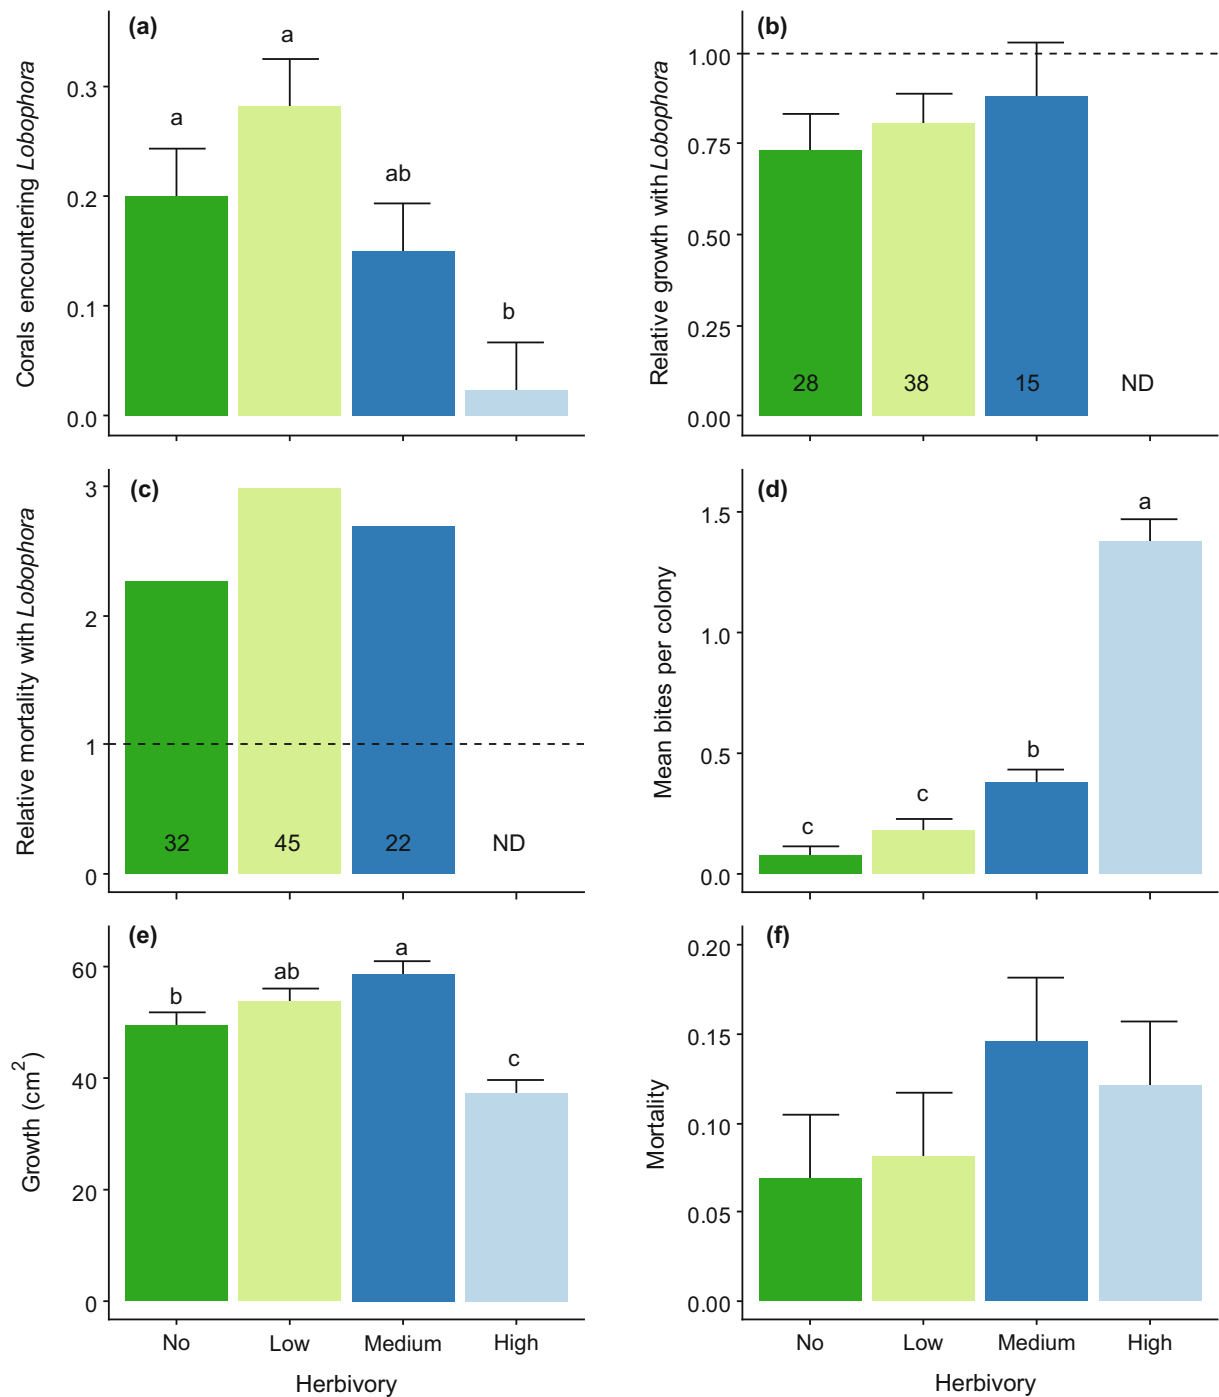 (a)
Corals encountering Lobophora
0.3
0.2
0.1
0.0
a
a
ab
b
(b)
Relative growth with Lobophora
1.00
0.75
0.50
0.25
0.00
28
38
15
ND
(c)
Relative mortality with Lobophora
3
2
1
0
32
45
22
ND
(d)
Mean bites per colony
1.5
1.0
0.5
0.0
c
c
b
a
(e)
Growth (cm²)
60
40
20
0
b
ab
a
c
No
Low
Medium
High
Herbivory
(f)
Mortality
0.20
0.15
0.10
0.05
0.00
No
Low
Medium
High
Herbivory